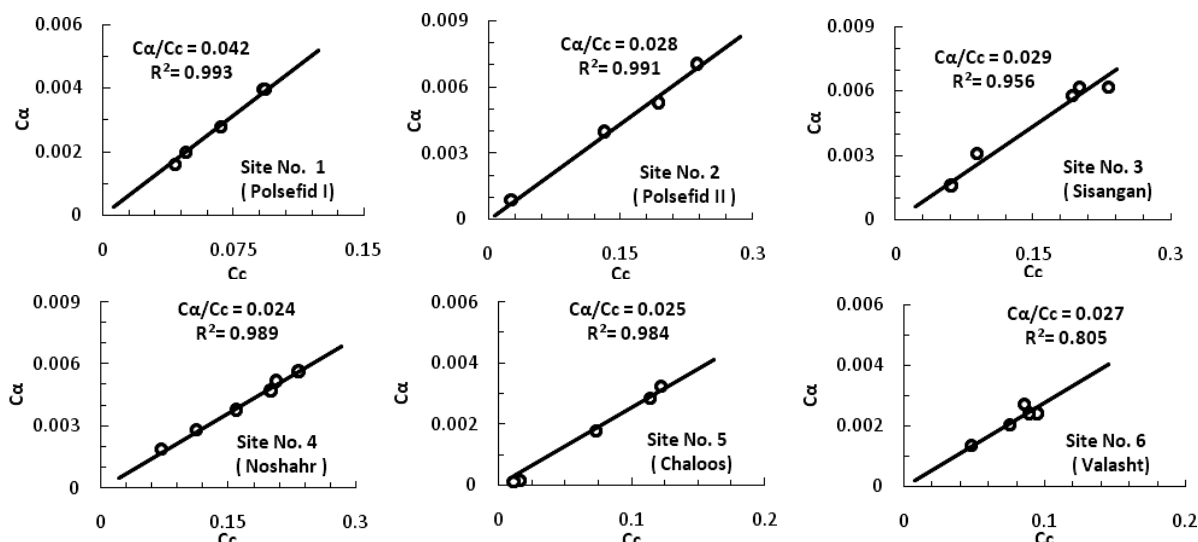 0.006
0.004
0.002
0
Cα
Cα/Cc = 0.042
R²= 0.993
Site No. 1
( Polsefid I)
0
0.075
0.15
Cc
0.009
0.006
0.003
0
Cα
Cα/Cc = 0.028
R²= 0.991
Site No. 2
( Polsefid II )
0
0.15
0.3
Cc
0.009
0.006
0.003
0
Cα
Cα/Cc = 0.029
R²= 0.956
Site No. 3
( Sisangan)
0
0.15
0.3
Cc
0.009
0.006
0.003
0
Cα
Cα/Cc = 0.024
R²= 0.989
Site No. 4
( Noshahr )
0
0.15
0.3
Cc
0.006
0.004
0.002
0
Cα
Cα/Cc = 0.025
R²= 0.984
Site No. 5
( Chaloos)
0
0.1
0.2
Cc
0.006
0.004
0.002
0
Cα
Cα/Cc = 0.027
R²= 0.805
Site No. 6
( Valasht)
0
0.1
0.2
Cc